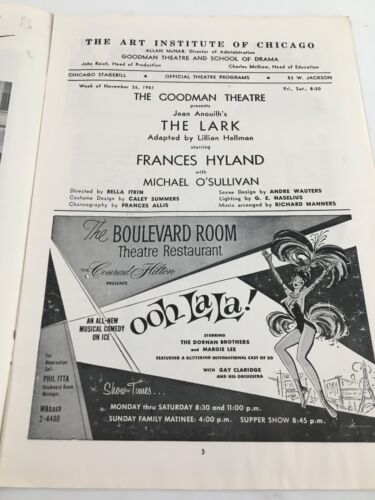 THE ART INSTITUTE OF CHICAGO
ALLAN McNAB, Director of Administration
GOODMAN THEATRE AND SCHOOL OF DRAMA
John Reich, Head of Production Charles McGaw, Head of Education
CHICAGO STAGEBILL • OFFICIAL THEATRE PROGRAMS • 53 W. JACKSON
Week of November 26, 1961 Fri., Sat., 8:30
THE GOODMAN THEATRE
presents
Jean Anouilh's
THE LARK
Adapted by Lillian Hellman
starring
FRANCES HYLAND
with
MICHAEL O'SULLIVAN
Directed by BELLA ITKIN Scene Design by ANDRE WAUTERS
Costume Design by CALEY SUMMERS Lighting by G. E. NASELIUS
Choreography by FRANCES ALLIS Music arranged by RICHARD MANNERS
The BOULEVARD ROOM
Theatre Restaurant
THE Conrad Hilton
PRESENTS
AN ALL-NEW
MUSICAL COMEDY
ON ICE
Ooh La La!
STARRING
THE DORNAN BROTHERS
and MARGIE LEE
FEATURING A GLITTERING INTERNATIONAL CAST OF 20
WITH GAY CLARIDGE
AND HIS ORCHESTRA
For
Reservation
Call
PHIL ITTA
Boulevard Room
Manager,
WAbash
2-4400
Show Times...
MONDAY thru SATURDAY 8:30 and 11:00 p.m.
SUNDAY FAMILY MATINEE: 4:00 p.m. SUPPER SHOW 8:45 p.m.
3